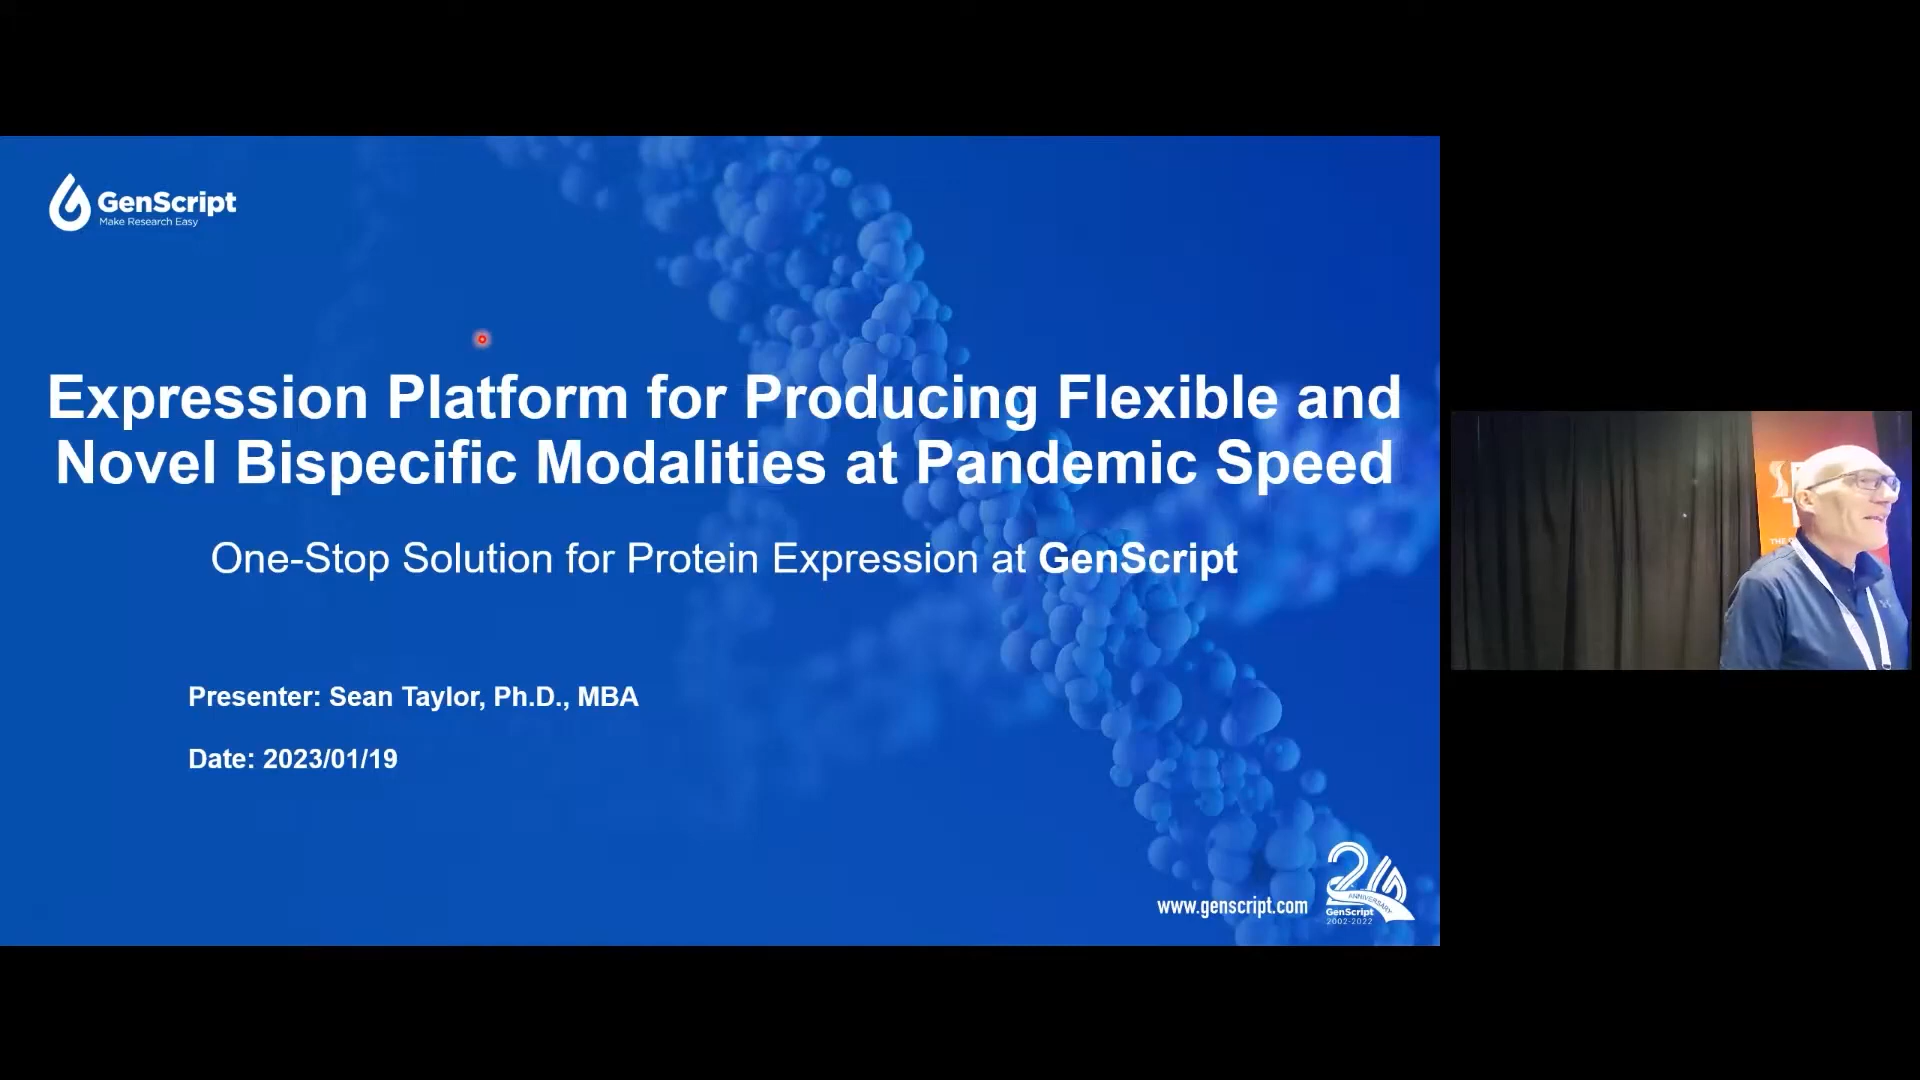 GenScript
Make Research Easy
Expression Platform for Producing Flexible and
Novel Bispecific Modalities at Pandemic Speed
One-Stop Solution for Protein Expression at GenScript
Presenter: Sean Taylor, Ph.D., MBA
Date: 2023/01/19
www.genscript.com
20
ANNIVERSARY
GenScript
2002-2022